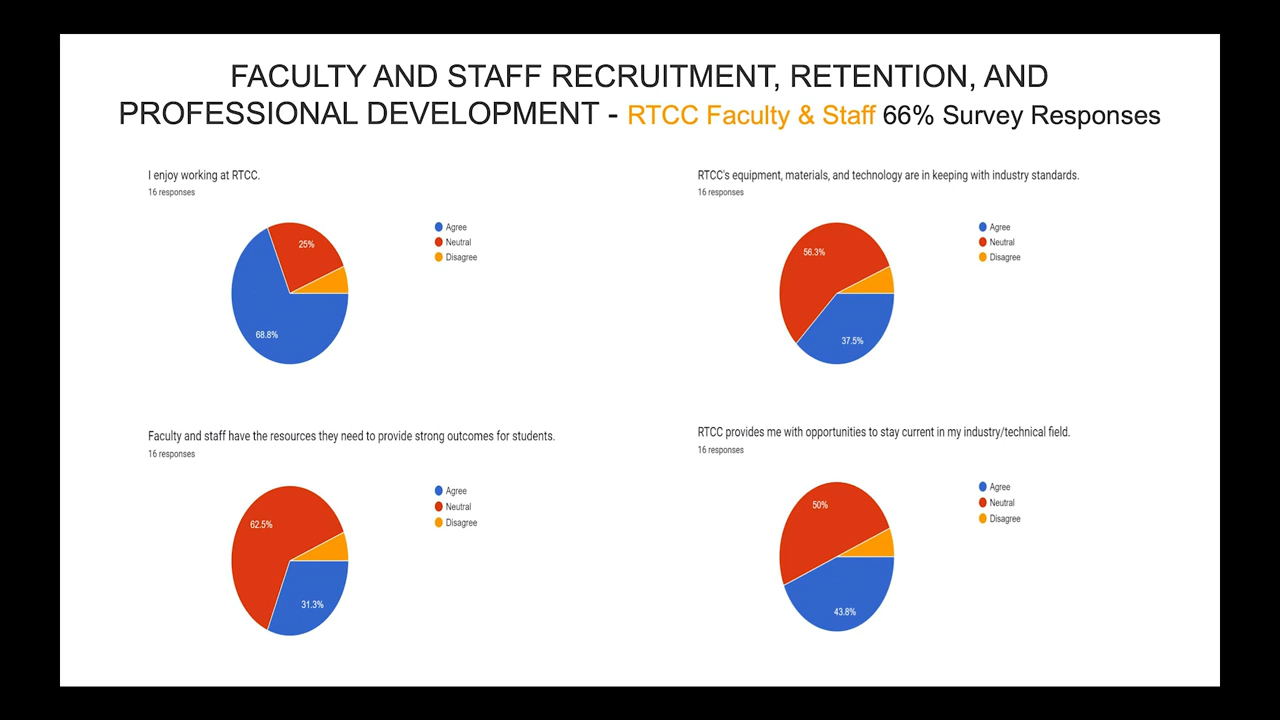 FACULTY AND STAFF RECRUITMENT, RETENTION, AND
PROFESSIONAL DEVELOPMENT - RTCC Faculty & Staff 66% Survey Responses
I enjoy working at RTCC.
16 responses
Agree
Neutral
Disagree
25%
68.8%
RTCC's equipment, materials, and technology are in keeping with industry standards.
16 responses
Agree
Neutral
Disagree
56.3%
37.5%
Faculty and staff have the resources they need to provide strong outcomes for students.
16 responses
Agree
Neutral
Disagree
62.5%
31.3%
RTCC provides me with opportunities to stay current in my industry/technical field.
16 responses
Agree
Neutral
Disagree
50%
43.8%